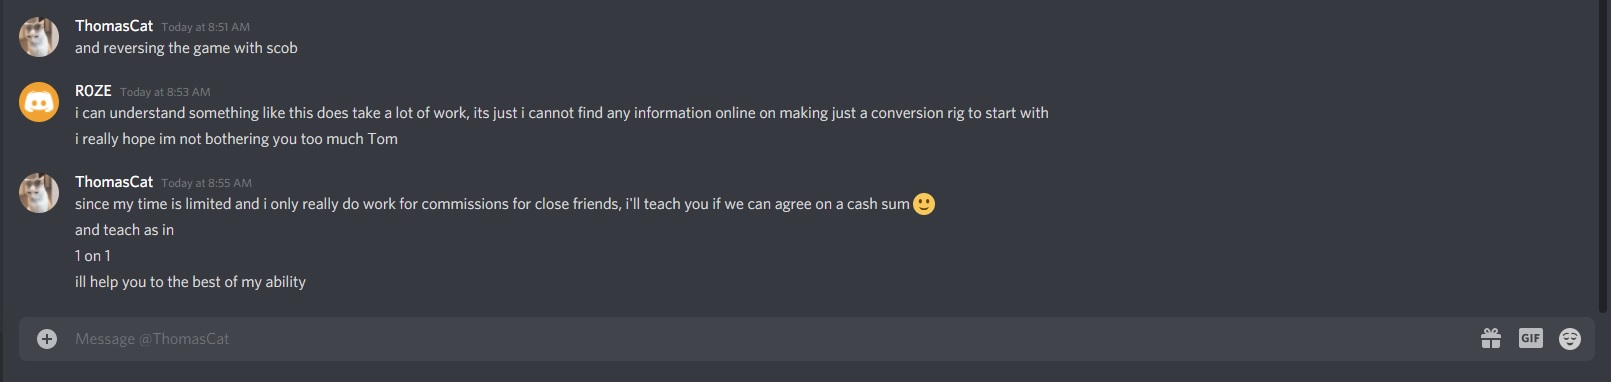 ThomasCat Today at 8:51 AM
and reversing the game with scob
R0ZE Today at 8:53 AM
i can understand something like this does take a lot of work, its just i cannot find any information online on making just a conversion rig to start with
i really hope im not bothering you too much Tom
ThomasCat Today at 8:55 AM
since my time is limited and i only really do work for commissions for close friends, i'll teach you if we can agree on a cash sum
and teach as in
1 on 1
ill help you to the best of my ability
Message @ThomasCat
GIF